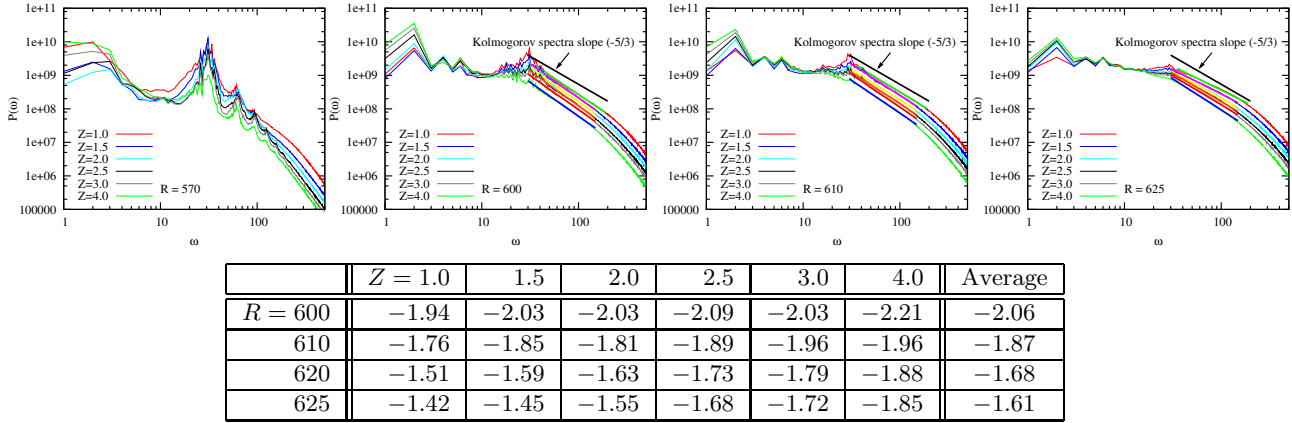 1e+11
1e+10
1e+09
1e+08
1e+07
1e+06
100000
P(ω)
Z=1.0
Z=1.5
Z=2.0
Z=2.5
Z=3.0
Z=4.0
R = 570
1 10 100
ω
1e+11
1e+10
1e+09
1e+08
1e+07
1e+06
100000
P(ω)
Kolmogorov spectra slope (-5/3)
Z=1.0
Z=1.5
Z=2.0
Z=2.5
Z=3.0
Z=4.0
R = 600
1 10 100
ω
1e+11
1e+10
1e+09
1e+08
1e+07
1e+06
100000
P(ω)
Kolmogorov spectra slope (-5/3)
Z=1.0
Z=1.5
Z=2.0
Z=2.5
Z=3.0
Z=4.0
R = 610
1 10 100
ω
1e+11
1e+10
1e+09
1e+08
1e+07
1e+06
100000
P(ω)
Kolmogorov spectra slope (-5/3)
Z=1.0
Z=1.5
Z=2.0
Z=2.5
Z=3.0
Z=4.0
R = 625
1 10 100
ω
Z = 1.0 1.5 2.0 2.5 3.0 4.0 Average
R = 600 −1.94 −2.03 −2.03 −2.09 −2.03 −2.21 −2.06
610 −1.76 −1.85 −1.81 −1.89 −1.96 −1.96 −1.87
620 −1.51 −1.59 −1.63 −1.73 −1.79 −1.88 −1.68
625 −1.42 −1.45 −1.55 −1.68 −1.72 −1.85 −1.61